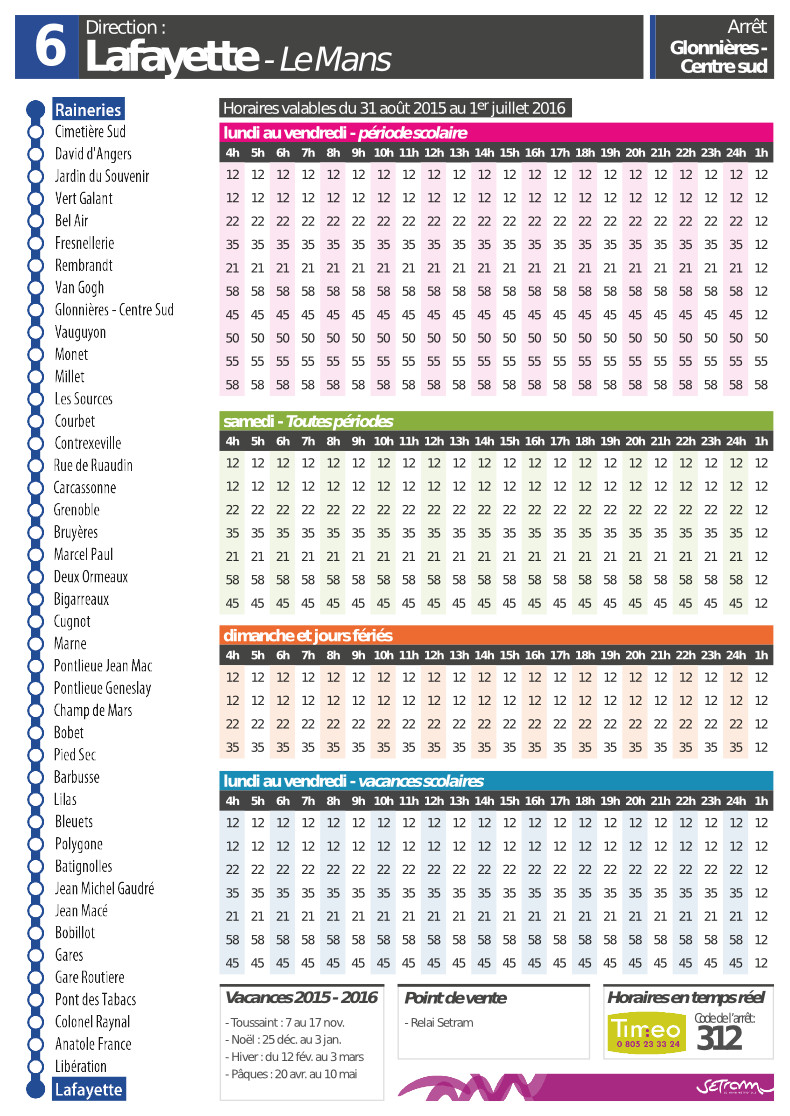 6
Direction :
Lafayette - Le Mans
Arrêt
Glonnières -
Centre sud
Raineries
Cimetière Sud
David d'Angers
Jardin du Souvenir
Vert Galant
Bel Air
Fresnellerie
Rembrandt
Van Gogh
Glonnières - Centre Sud
Vauguyon
Monet
Millet
Les Sources
Courbet
Contrexeville
Rue de Ruaudin
Carcassonne
Grenoble
Bruyères
Marcel Paul
Deux Ormeaux
Bigarreaux
Cugnot
Marne
Pontlieue Jean Mac
Pontlieue Geneslay
Champ de Mars
Bobet
Pied Sec
Barbusse
Lilas
Bleuets
Polygone
Batignolles
Jean Michel Gaudré
Jean Macé
Bobillot
Gares
Gare Routiere
Pont des Tabacs
Colonel Raynal
Anatole France
Libération
Lafayette
Horaires valables du 31 août 2015 au 1er juillet 2016
lundi au vendredi - période scolaire
4h 5h 6h 7h 8h 9h 10h 11h 12h 13h 14h 15h 16h 17h 18h 19h 20h 21h 22h 23h 24h 1h
12 12 12 12 12 12 12 12 12 12 12 12 12 12 12 12 12 12 12 12 12 12
12 12 12 12 12 12 12 12 12 12 12 12 12 12 12 12 12 12 12 12 12 12
22 22 22 22 22 22 22 22 22 22 22 22 22 22 22 22 22 22 22 22 22 12
35 35 35 35 35 35 35 35 35 35 35 35 35 35 35 35 35 35 35 35 35 12
21 21 21 21 21 21 21 21 21 21 21 21 21 21 21 21 21 21 21 21 21 12
58 58 58 58 58 58 58 58 58 58 58 58 58 58 58 58 58 58 58 58 58 12
45 45 45 45 45 45 45 45 45 45 45 45 45 45 45 45 45 45 45 45 45 12
50 50 50 50 50 50 50 50 50 50 50 50 50 50 50 50 50 50 50 50 50 50
55 55 55 55 55 55 55 55 55 55 55 55 55 55 55 55 55 55 55 55 55 55
58 58 58 58 58 58 58 58 58 58 58 58 58 58 58 58 58 58 58 58 58 58
samedi - Toutes périodes
4h 5h 6h 7h 8h 9h 10h 11h 12h 13h 14h 15h 16h 17h 18h 19h 20h 21h 22h 23h 24h 1h
12 12 12 12 12 12 12 12 12 12 12 12 12 12 12 12 12 12 12 12 12 12
12 12 12 12 12 12 12 12 12 12 12 12 12 12 12 12 12 12 12 12 12 12
22 22 22 22 22 22 22 22 22 22 22 22 22 22 22 22 22 22 22 22 22 12
35 35 35 35 35 35 35 35 35 35 35 35 35 35 35 35 35 35 35 35 35 12
21 21 21 21 21 21 21 21 21 21 21 21 21 21 21 21 21 21 21 21 21 12
58 58 58 58 58 58 58 58 58 58 58 58 58 58 58 58 58 58 58 58 58 12
45 45 45 45 45 45 45 45 45 45 45 45 45 45 45 45 45 45 45 45 45 12
dimanche et jours fériés
4h 5h 6h 7h 8h 9h 10h 11h 12h 13h 14h 15h 16h 17h 18h 19h 20h 21h 22h 23h 24h 1h
12 12 12 12 12 12 12 12 12 12 12 12 12 12 12 12 12 12 12 12 12 12
12 12 12 12 12 12 12 12 12 12 12 12 12 12 12 12 12 12 12 12 12 12
22 22 22 22 22 22 22 22 22 22 22 22 22 22 22 22 22 22 22 22 22 12
35 35 35 35 35 35 35 35 35 35 35 35 35 35 35 35 35 35 35 35 35 12
lundi au vendredi - vacances scolaires
4h 5h 6h 7h 8h 9h 10h 11h 12h 13h 14h 15h 16h 17h 18h 19h 20h 21h 22h 23h 24h 1h
12 12 12 12 12 12 12 12 12 12 12 12 12 12 12 12 12 12 12 12 12 12
12 12 12 12 12 12 12 12 12 12 12 12 12 12 12 12 12 12 12 12 12 12
22 22 22 22 22 22 22 22 22 22 22 22 22 22 22 22 22 22 22 22 22 12
35 35 35 35 35 35 35 35 35 35 35 35 35 35 35 35 35 35 35 35 35 12
21 21 21 21 21 21 21 21 21 21 21 21 21 21 21 21 21 21 21 21 21 12
58 58 58 58 58 58 58 58 58 58 58 58 58 58 58 58 58 58 58 58 58 12
45 45 45 45 45 45 45 45 45 45 45 45 45 45 45 45 45 45 45 45 45 12
Vacances 2015 - 2016
- Toussaint : 7 au 17 nov.
- Noël : 25 déc. au 3 jan.
- Hiver : du 12 fév. au 3 mars
- Pâques : 20 avr. au 10 mai
Point de vente
- Relai Setram
Horaires en temps réel
Timeo
0 805 23 33 24
Code de l'arrêt:
312
SETRAM